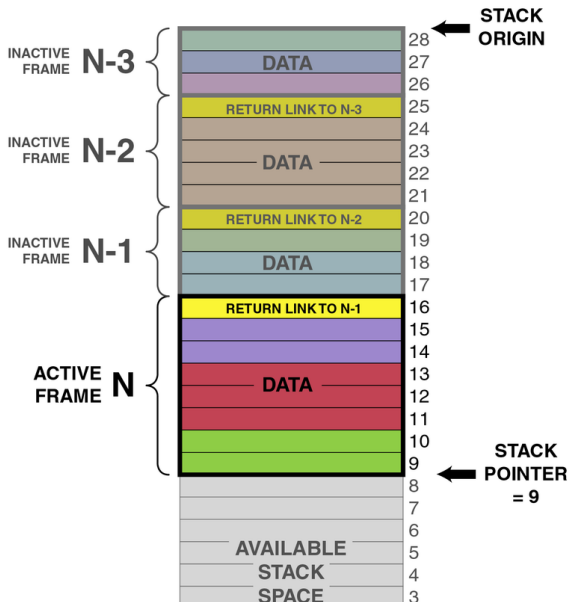 STACK
ORIGIN
28
INACTIVE
FRAME N-3
DATA
27
26
RETURN LINK TO N-3
25
24
INACTIVE
FRAME N-2
DATA
23
22
21
RETURN LINK TO N-2
20
19
INACTIVE
FRAME N-1
DATA
18
17
RETURN LINK TO N-1
16
15
14
ACTIVE
FRAME N
DATA
13
12
11
10
9
STACK
POINTER
= 9
8
7
6
AVAILABLE
STACK
SPACE
5
4
3